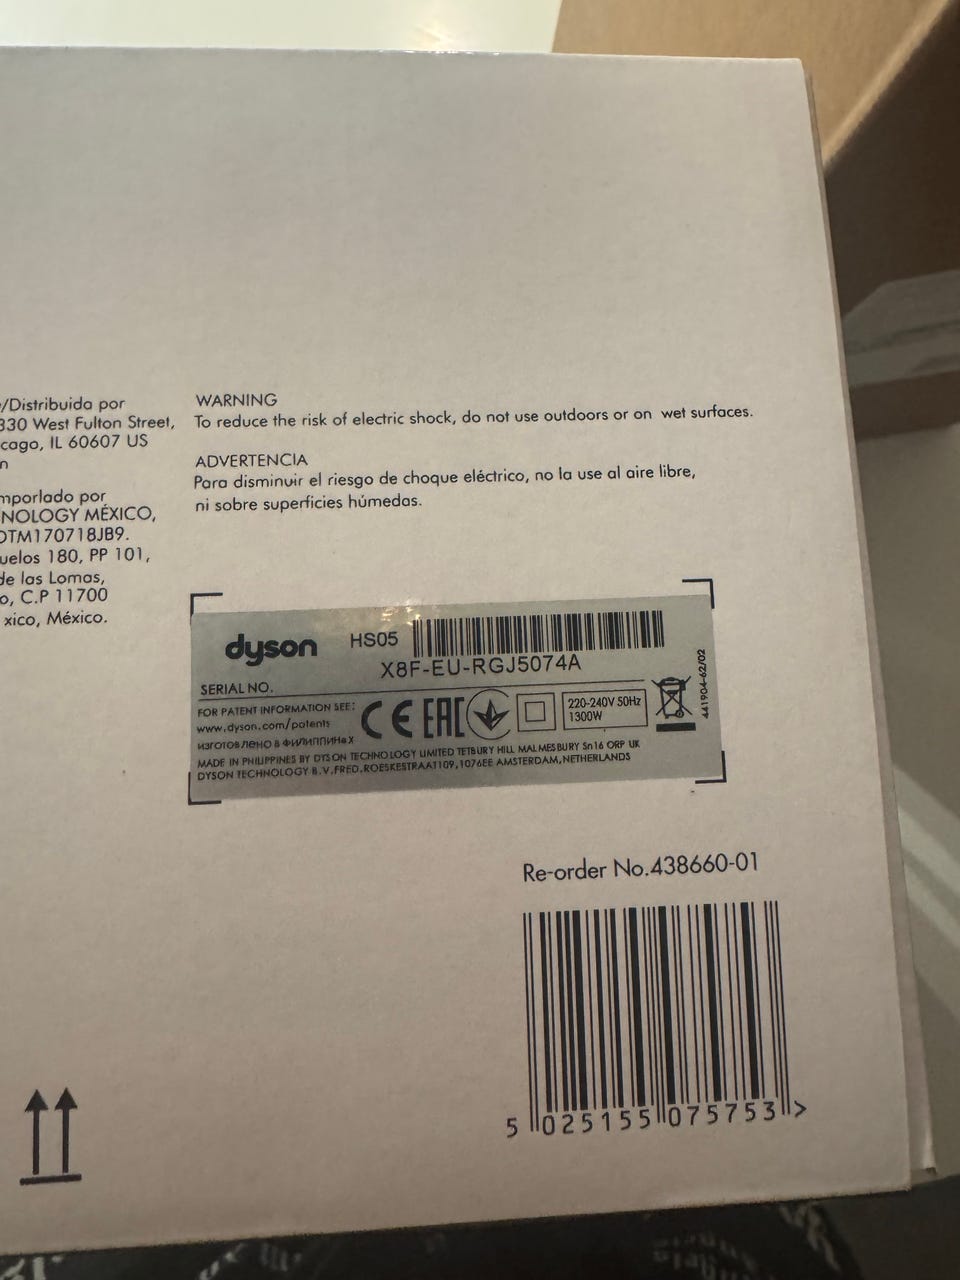 /Distribuida por
330 West Fulton Street,
cago, IL 60607 US
n
mporlado por
NOLOGY MÉXICO,
DTM170718JB9.
uelos 180, PP 101,
de las Lomas,
o, C.P 11700
xico, México.
WARNING
To reduce the risk of electric shock, do not use outdoors or on wet surfaces.
ADVERTENCIA
Para disminuir el riesgo de choque eléctrico, no la use al aire libre,
ni sobre superficies húmedas.
dyson HS05
X8F-EU-RGJ5074A
SERIAL NO.
FOR PATENT INFORMATION SEE:
www.dyson.com/patents
CE EAC
220-240V 50Hz
1300W
441904-62/02
ИЗГОТОВЛЕНО В ФИЛИППИНАХ
MADE IN PHILIPPINES BY DYSON TECHNOLOGY LIMITED TETBURY HILL MALMESBURY Sn16 ORP UK
DYSON TECHNOLOGY B.V,FRED.ROESKESTRAAT109,1076EE AMSTERDAM,NETHERLANDS
Re-order No.438660-01
5 025155 075753 >